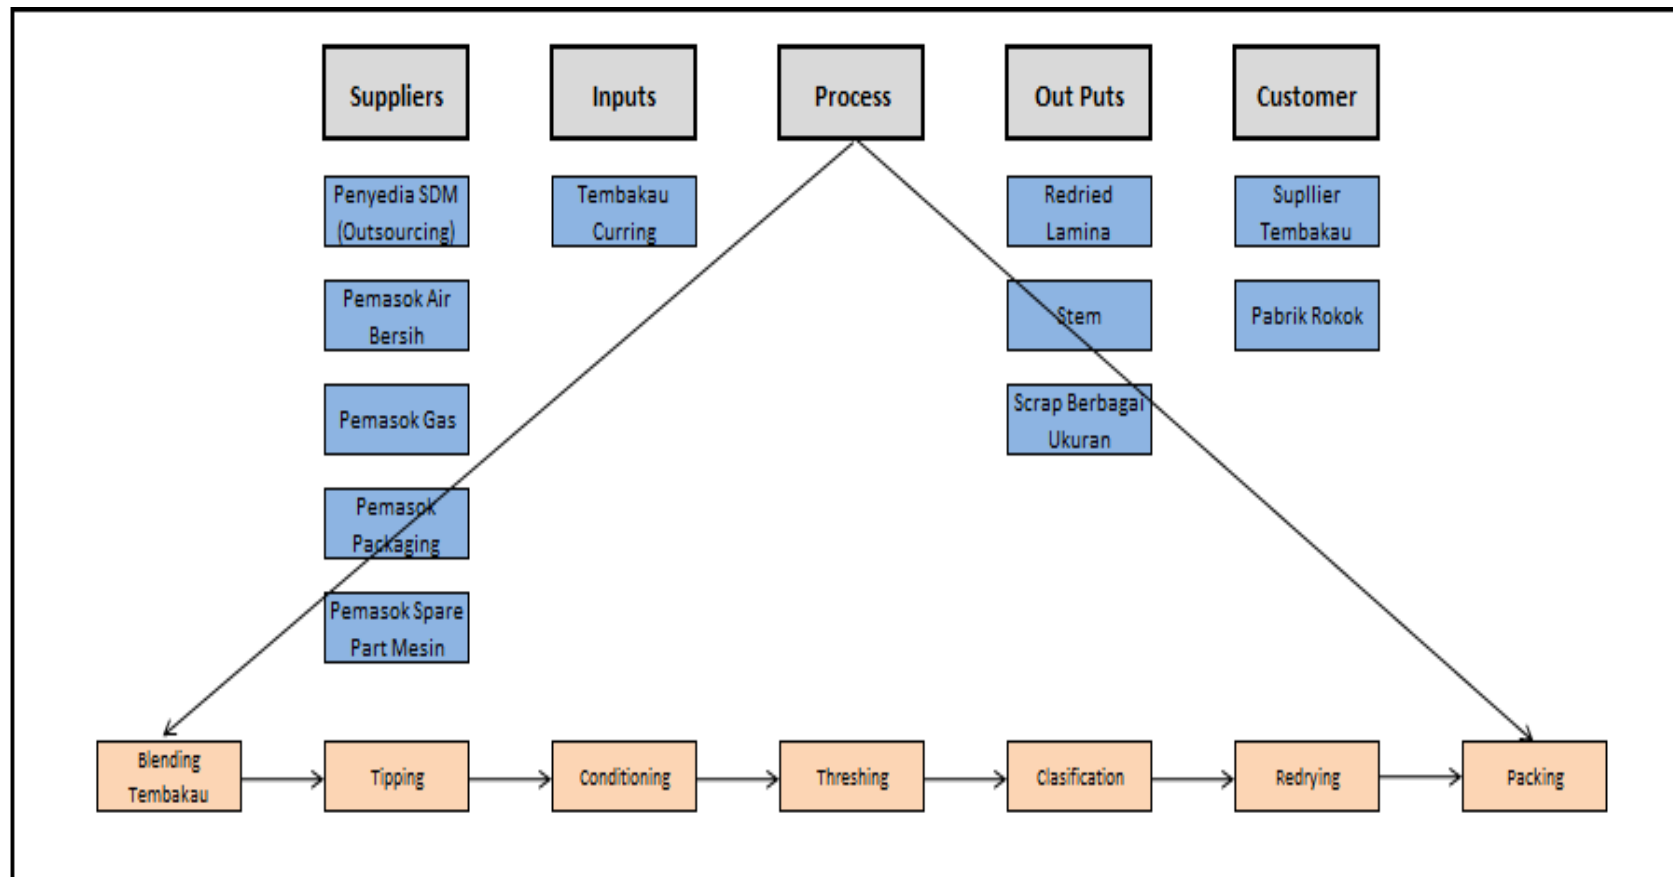 Suppliers
Inputs
Process
Out Puts
Customer
Penyedia SDM
(Outsourcing)
Tembakau
Curring
Redried
Lamina
Supllier
Tembakau
Pemasok Air
Bersih
Stem
Pabrik Rokok
Pemasok Gas
Scrap Berbagai
Ukuran
Pemasok
Packaging
Pemasok Spare
Part Mesin
Blending
Tembakau
Tipping
Conditioning
Threshing
Clasification
Redrying
Packing